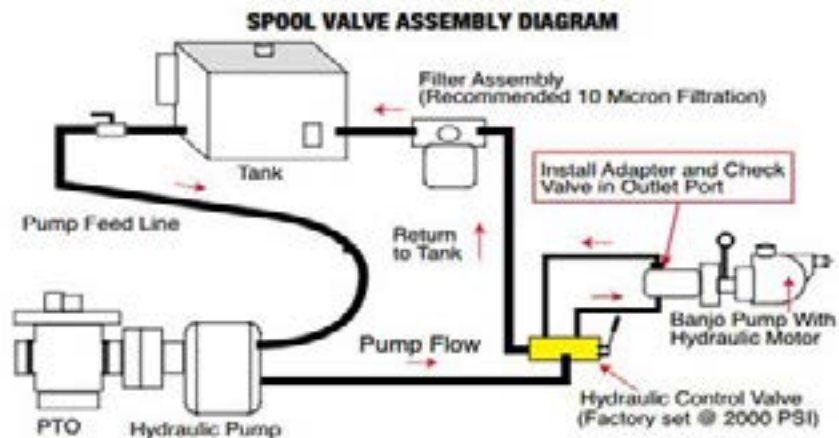 SPOOL VALVE ASSEMBLY DIAGRAM
Filter Assembly
(Recommended 10 Micron Filtration)
Tank
Install Adapter and Check
Valve in Outlet Port
Pump Feed Line
Return
to Tank
Banjo Pump With
Hydraulic Motor
Pump Flow
Hydraulic Control Valve
(Factory set @ 2000 PSI)
PTO
Hydraulic Pump